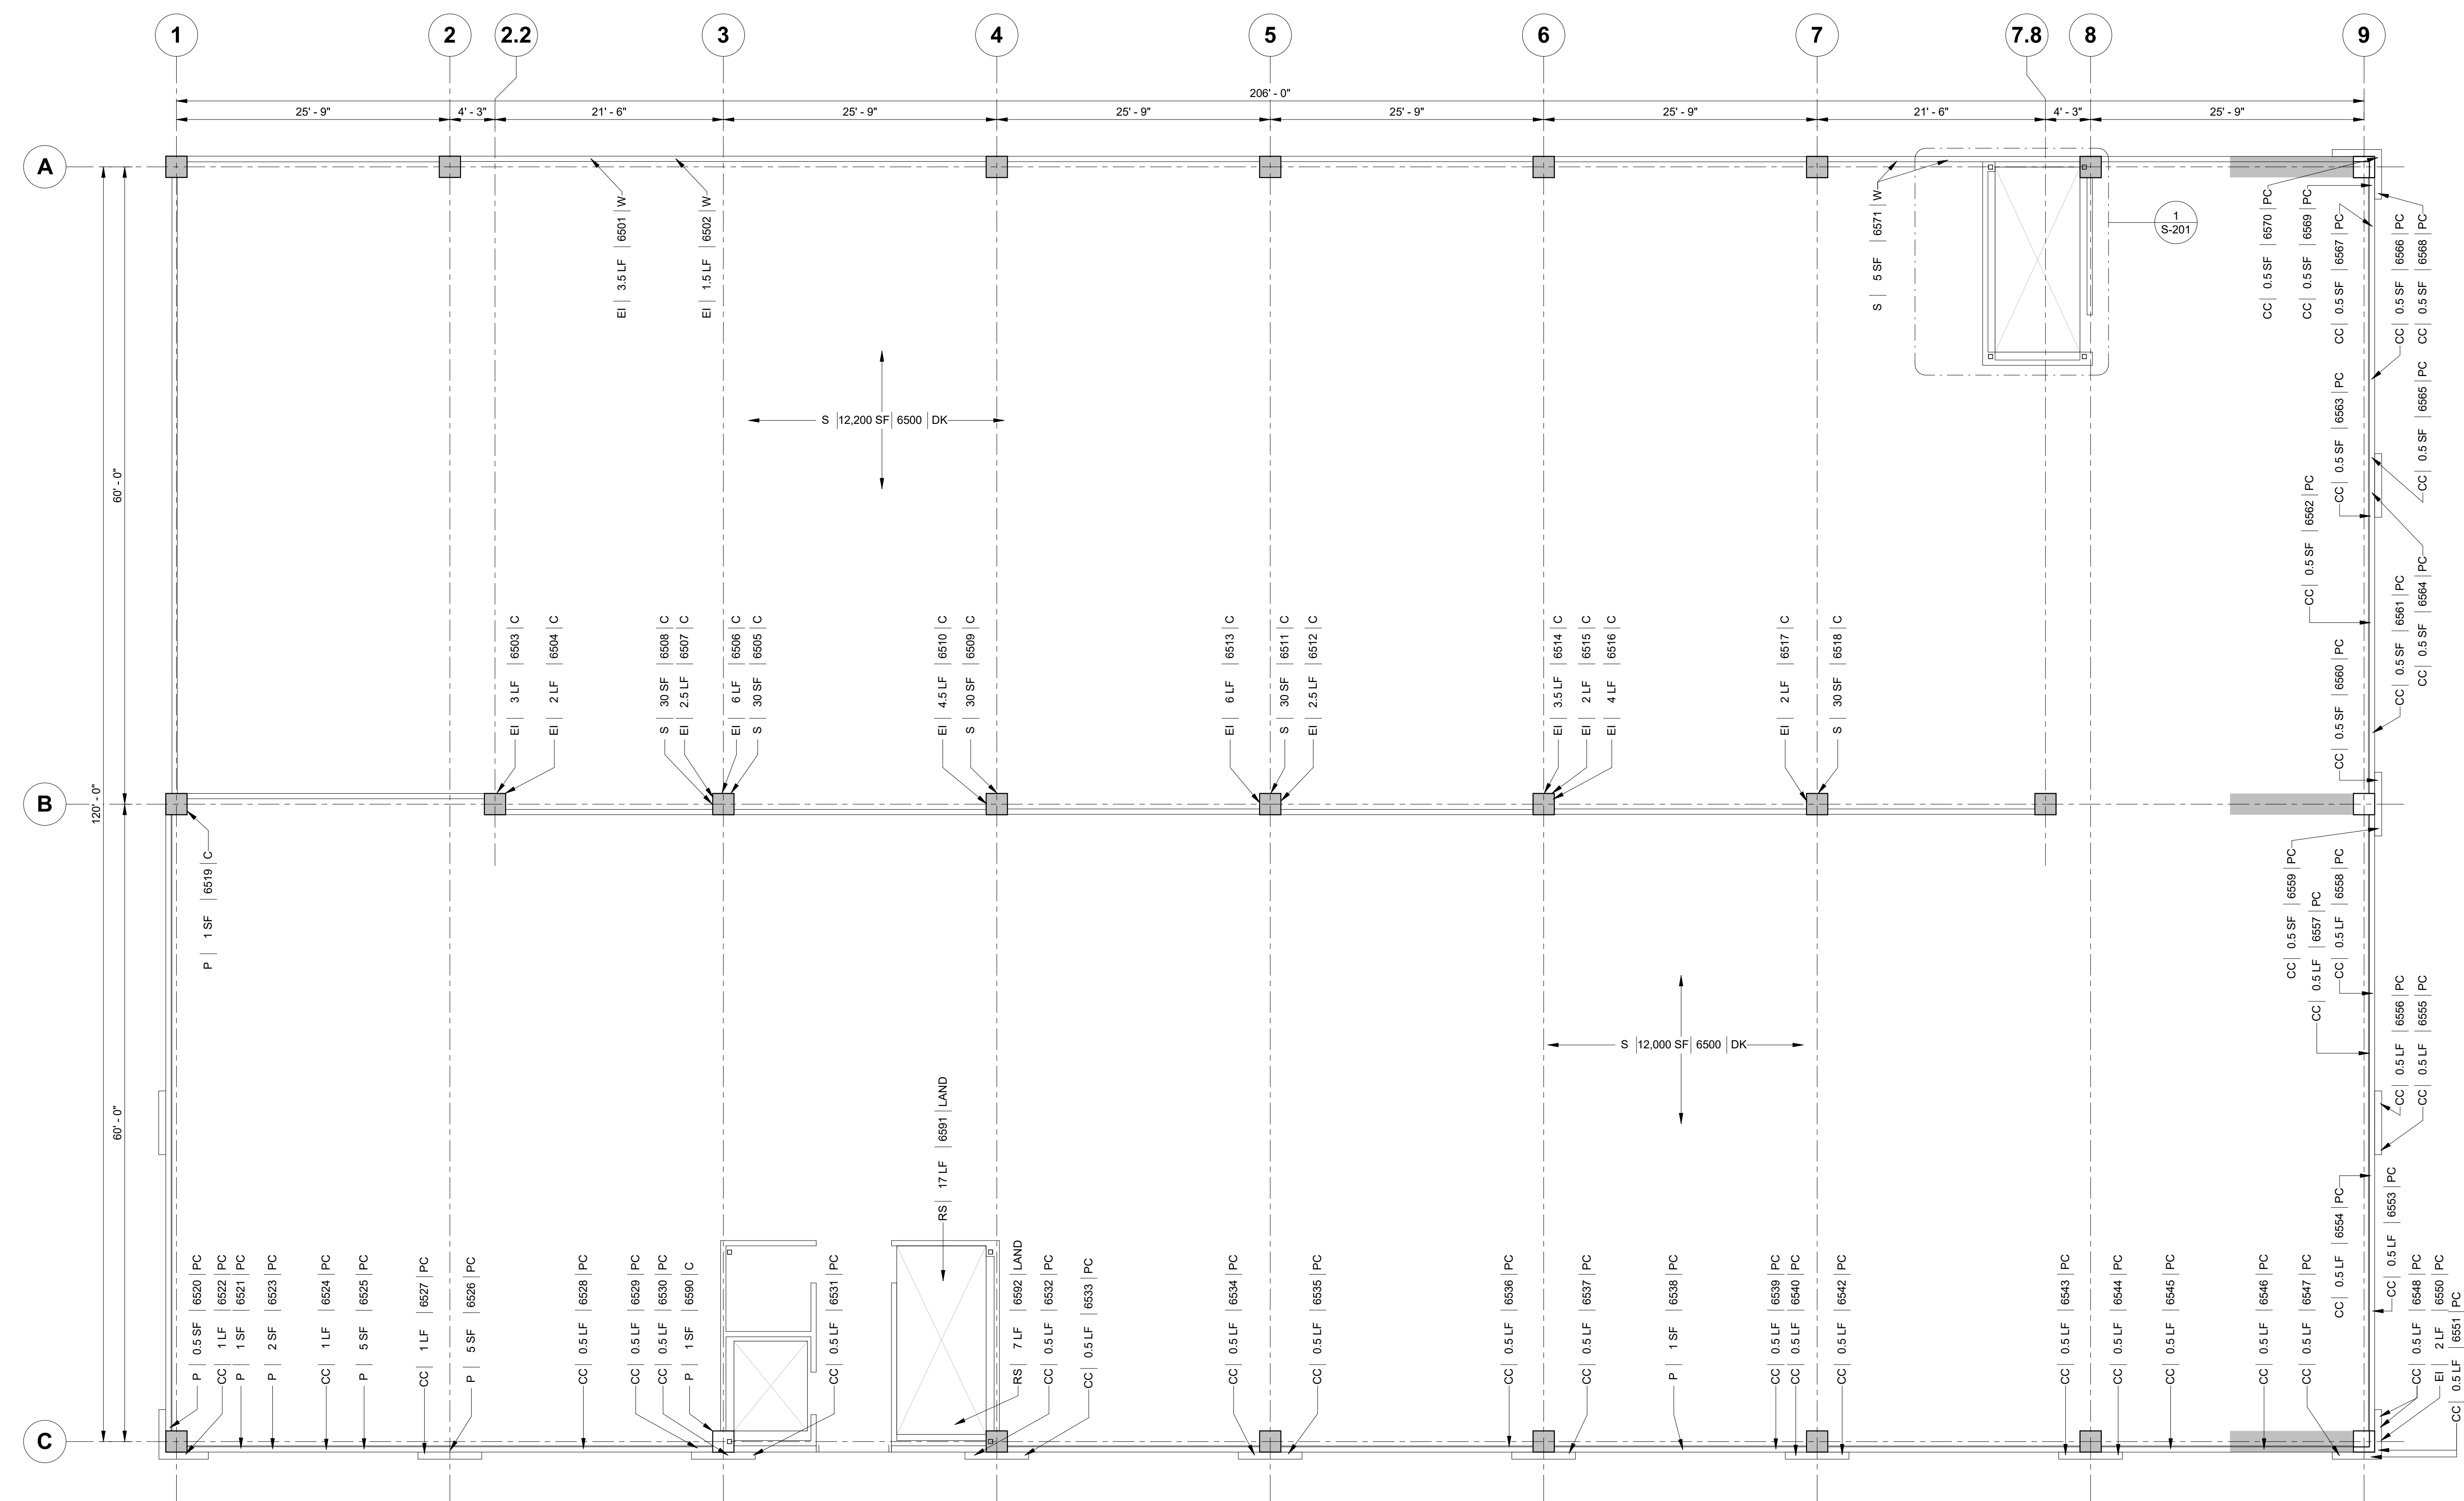 1
2
2.2
3
4
5
6
7
7.8
8
9
206' - 0"
25' - 9"
4' - 3"
21' - 6"
25' - 9"
25' - 9"
25' - 9"
25' - 9"
21' - 6"
4' - 3"
25' - 9"
A
B
C
60' - 0"
120' - 0"
60' - 0"
EI 3.5 LF 6501 W
EI 1.5 LF 6502 W
S 5 SF 6571 W
1
S-201
CC 0.5 SF 6570 PC
CC 0.5 SF 6569 PC
CC 0.5 SF 6567 PC
CC 0.5 SF 6566 PC
CC 0.5 SF 6568 PC
S 12,200 SF 6500 DK
CC 0.5 SF 6563 PC
CC 0.5 SF 6565 PC
CC 0.5 SF 6562 PC
CC 0.5 SF 6561 PC
CC 0.5 SF 6564 PC
CC 0.5 SF 6560 PC
EI 3 LF 6503 C
EI 2 LF 6504 C
S 30 SF 6508 C
EI 2.5 LF 6507 C
EI 6 LF 6506 C
S 30 SF 6505 C
EI 4.5 LF 6510 C
S 30 SF 6509 C
EI 6 LF 6513 C
S 30 SF 6511 C
EI 2.5 LF 6512 C
EI 3.5 LF 6514 C
EI 2 LF 6515 C
EI 4 LF 6516 C
EI 2 LF 6517 C
S 30 SF 6518 C
P 1 SF 6519 C
CC 0.5 SF 6559 PC
CC 0.5 LF 6557 PC
CC 0.5 LF 6558 PC
S 12,000 SF 6500 DK
CC 0.5 LF 6556 PC
CC 0.5 LF 6555 PC
RS 17 LF 6591 LAND
CC 0.5 LF 6554 PC
CC 0.5 LF 6553 PC
P 0.5 SF 6520 PC
CC 1 LF 6522 PC
P 1 SF 6521 PC
P 2 SF 6523 PC
CC 1 LF 6524 PC
P 5 SF 6525 PC
CC 1 LF 6527 PC
P 5 SF 6526 PC
CC 0.5 LF 6528 PC
CC 0.5 LF 6529 PC
CC 0.5 LF 6530 PC
P 1 SF 6590 C
CC 0.5 LF 6531 PC
RS 7 LF 6592 LAND
CC 0.5 LF 6532 PC
CC 0.5 LF 6533 PC
CC 0.5 LF 6534 PC
CC 0.5 LF 6535 PC
CC 0.5 LF 6536 PC
CC 0.5 LF 6537 PC
P 1 SF 6538 PC
CC 0.5 LF 6539 PC
CC 0.5 LF 6540 PC
CC 0.5 LF 6542 PC
CC 0.5 LF 6543 PC
CC 0.5 LF 6544 PC
CC 0.5 LF 6545 PC
CC 0.5 LF 6546 PC
CC 0.5 LF 6547 PC
CC 0.5 LF 6548 PC
EI 2 LF 6550 PC
CC 0.5 LF 6551 PC